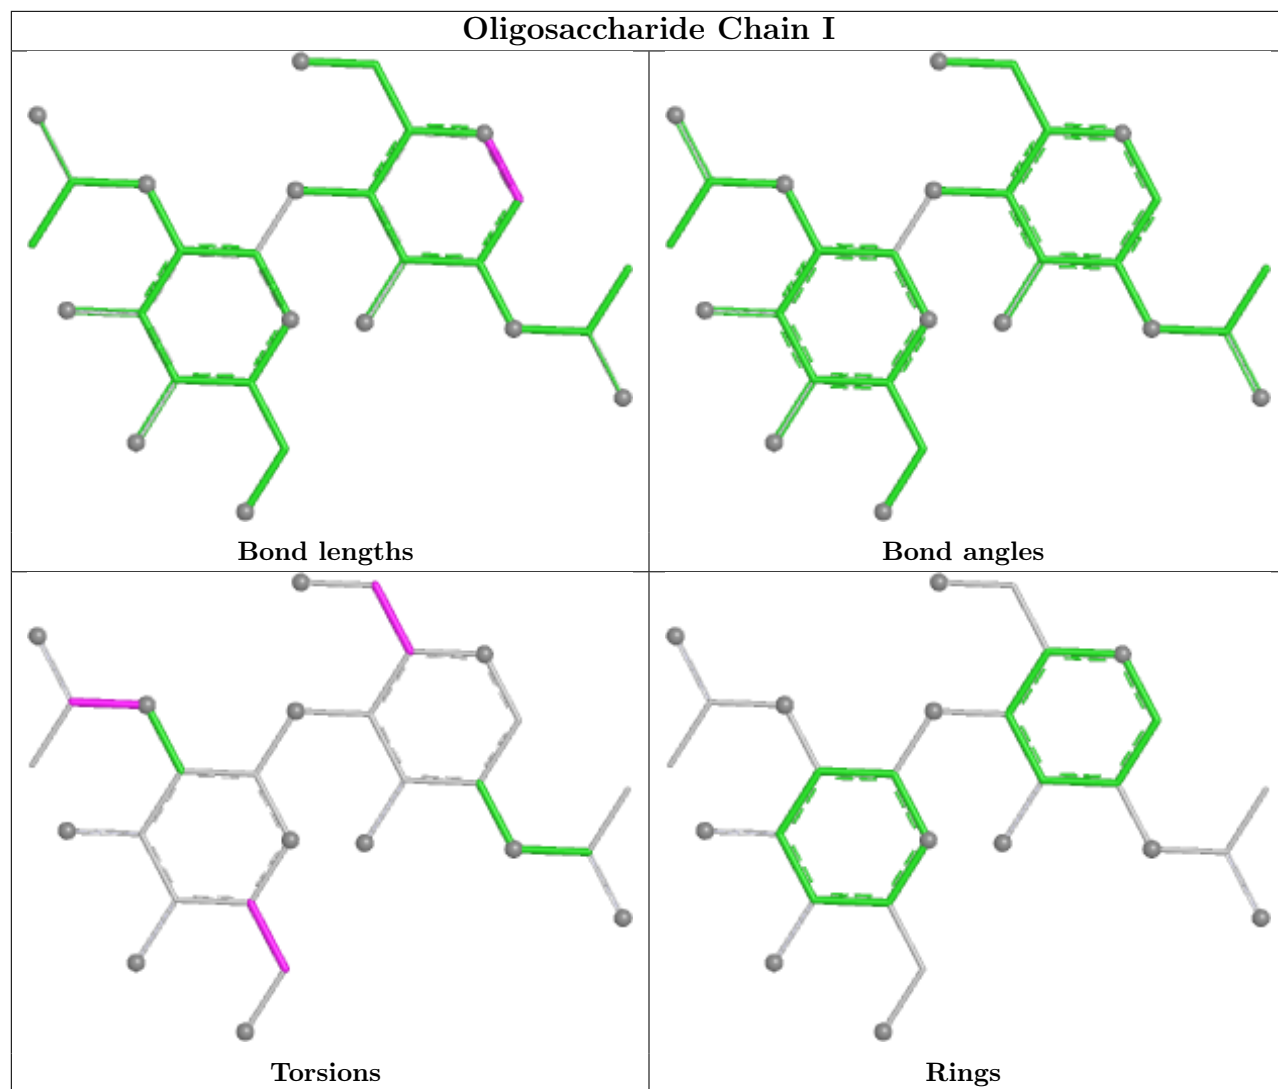 Oligosaccharide Chain I
Bond lengths
Bond angles
Torsions
Rings